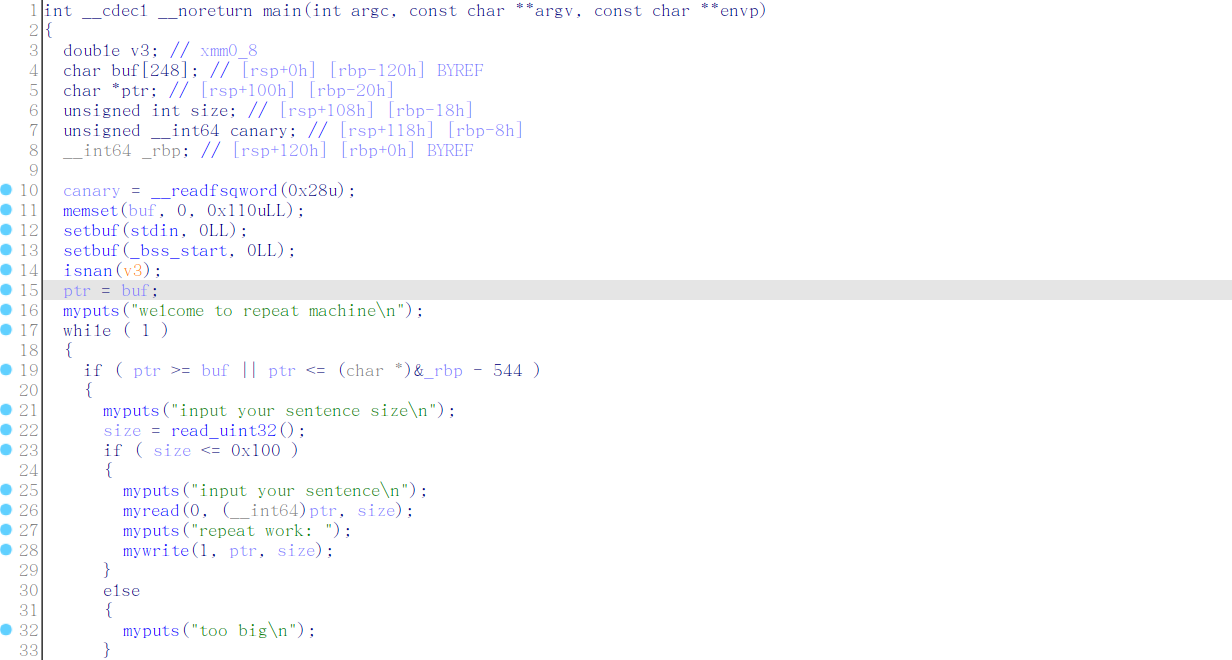 1 int __cdecl __noreturn main(int argc, const char **argv, const char **envp)
2 {
3 double v3; // xmm0_8
4 char buf[248]; // [rsp+0h] [rbp-120h] BYREF
5 char *ptr; // [rsp+100h] [rbp-20h]
6 unsigned int size; // [rsp+108h] [rbp-18h]
7 unsigned __int64 canary; // [rsp+118h] [rbp-8h]
8 __int64 _rbp; // [rsp+120h] [rbp+0h] BYREF
9
10 canary = __readfsqword(0x28u);
11 memset(buf, 0, 0x110uLL);
12 setbuf(stdin, 0LL);
13 setbuf(_bss_start, 0LL);
14 isnan(v3);
15 ptr = buf;
16 myputs("welcome to repeat machine\n");
17 while ( 1 )
18 {
19 if ( ptr >= buf || ptr <= (char *)&_rbp - 544 )
20 {
21 myputs("input your sentence size\n");
22 size = read_uint32();
23 if ( size <= 0x100 )
24 {
25 myputs("input your sentence\n");
26 myread(0, (__int64)ptr, size);
27 myputs("repeat work: ");
28 mywrite(1, ptr, size);
29 }
30 else
31 {
32 myputs("too big\n");
33 }